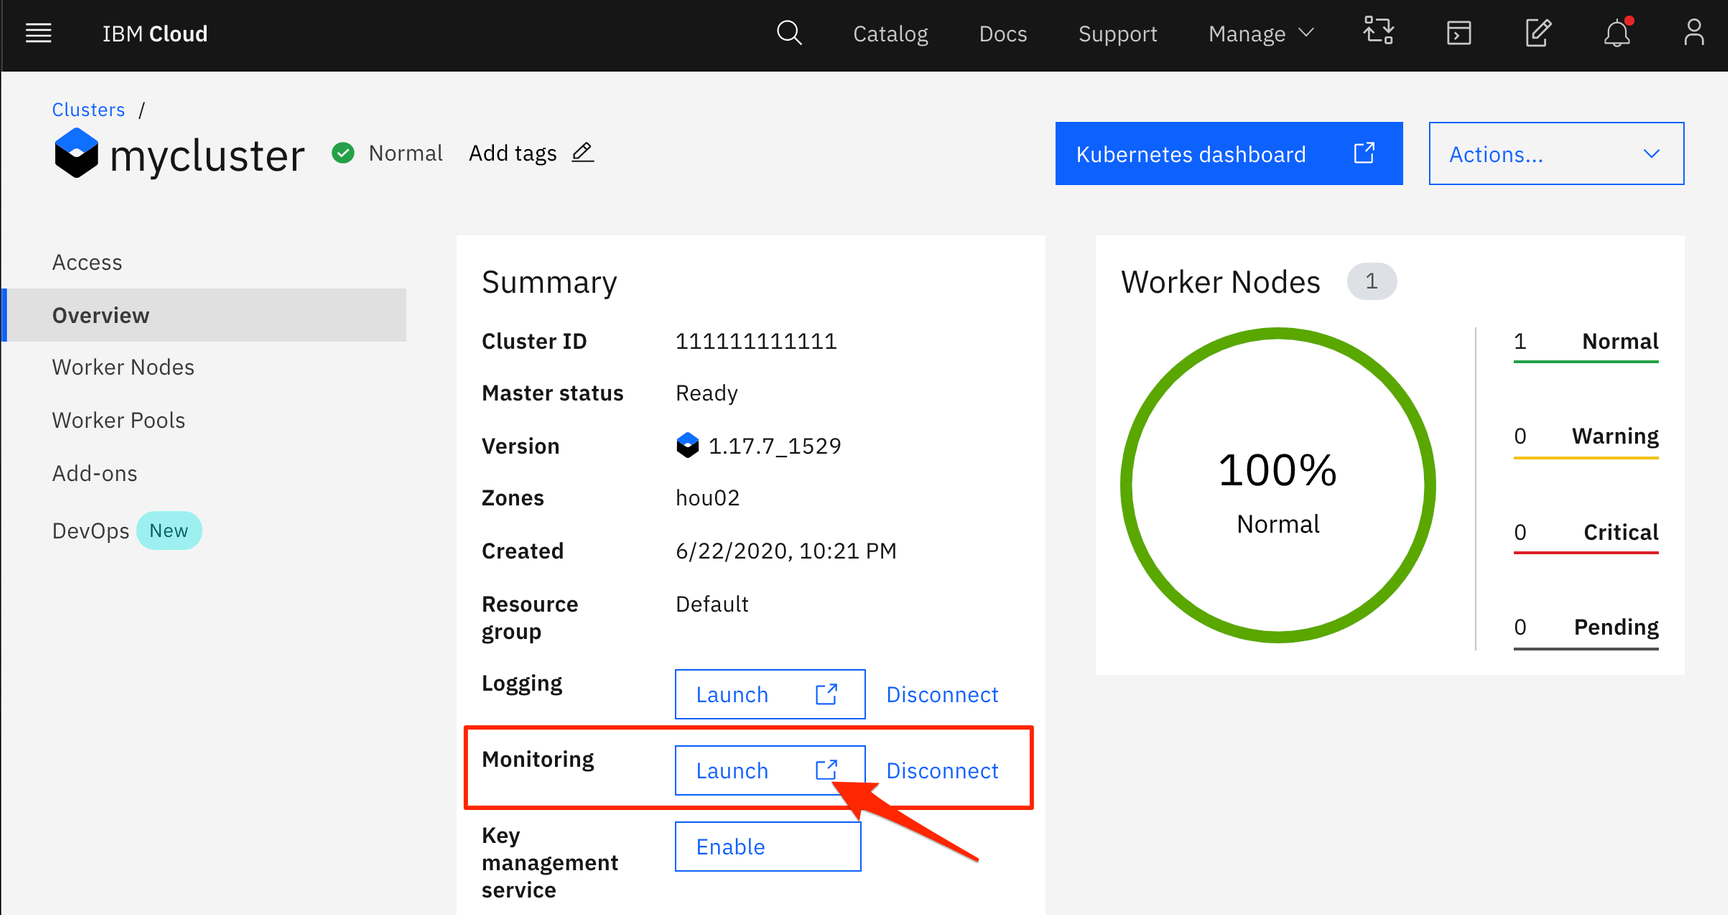 IBM Cloud
Catalog
Docs
Support
Manage
Clusters /
mycluster
Normal
Add tags
Kubernetes dashboard
Actions...
Access
Overview
Worker Nodes
Worker Pools
Add-ons
DevOps New
Summary
Cluster ID 111111111111
Master status Ready
Version 1.17.7_1529
Zones hou02
Created 6/22/2020, 10:21 PM
Resource Default
group
Logging Launch Disconnect
Monitoring Launch Disconnect
Key Enable
management
service
Worker Nodes 1
100%
Normal
1 Normal
0 Warning
0 Critical
0 Pending